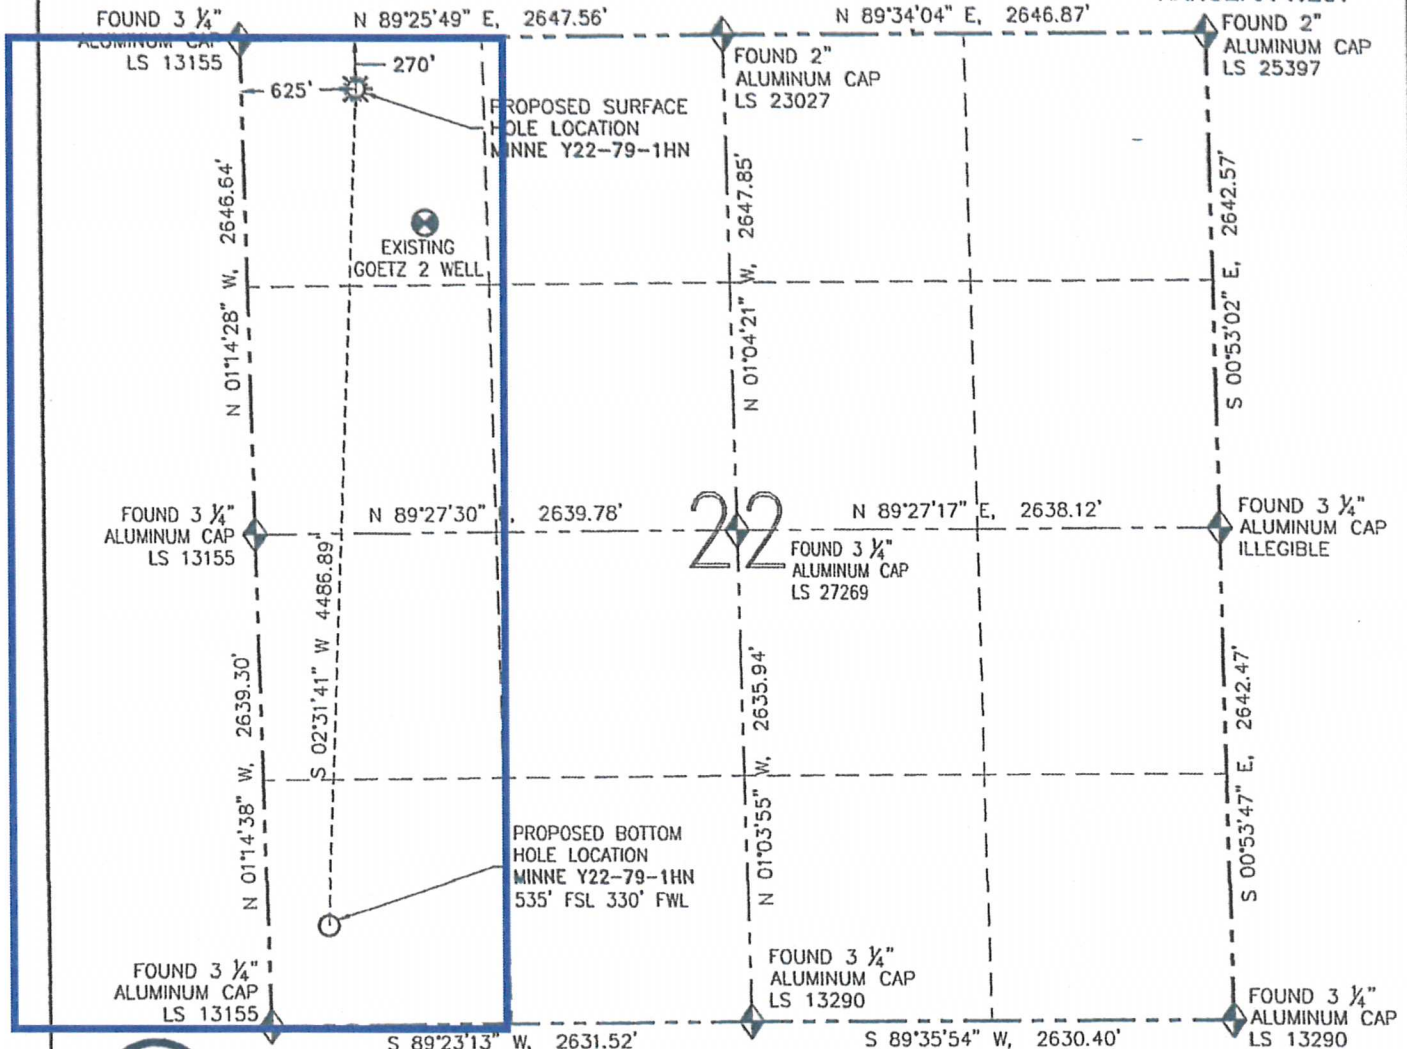 FOUND 3 ¼"
ALUMINUM CAP
LS 13155
N 89°25'49" E, 2647.56'
N 89°34'04" E, 2646.87'
FOUND 2"
ALUMINUM CAP
LS 25397
FOUND 2"
ALUMINUM CAP
LS 23027
270'
625'
PROPOSED SURFACE
HOLE LOCATION
MINNE Y22-79-1HN
EXISTING
GOETZ 2 WELL
N 01°14'28" W, 2646.64'
N 01°04'21" W, 2647.85'
S 00°53'02" E, 2642.57'
FOUND 3 ¼"
ALUMINUM CAP
LS 13155
N 89°27'30" , 2639.78'
22
N 89°27'17" E, 2638.12'
FOUND 3 ¼"
ALUMINUM CAP
ILLEGIBLE
FOUND 3 ¼"
ALUMINUM CAP
LS 27269
S 02°31'41" W 4486.89'
N 01°14'38" W, 2639.30'
N 01°03'55" W, 2635.94'
S 00°53'47" E, 2642.47'
PROPOSED BOTTOM
HOLE LOCATION
MINNE Y22-79-1HN
535' FSL 330' FWL
FOUND 3 ¼"
ALUMINUM CAP
LS 13155
FOUND 3 ¼"
ALUMINUM CAP
LS 13290
FOUND 3 ¼"
ALUMINUM CAP
LS 13290
S 89°23'13" W, 2631.52'
S 89°35'54" W, 2630.40'